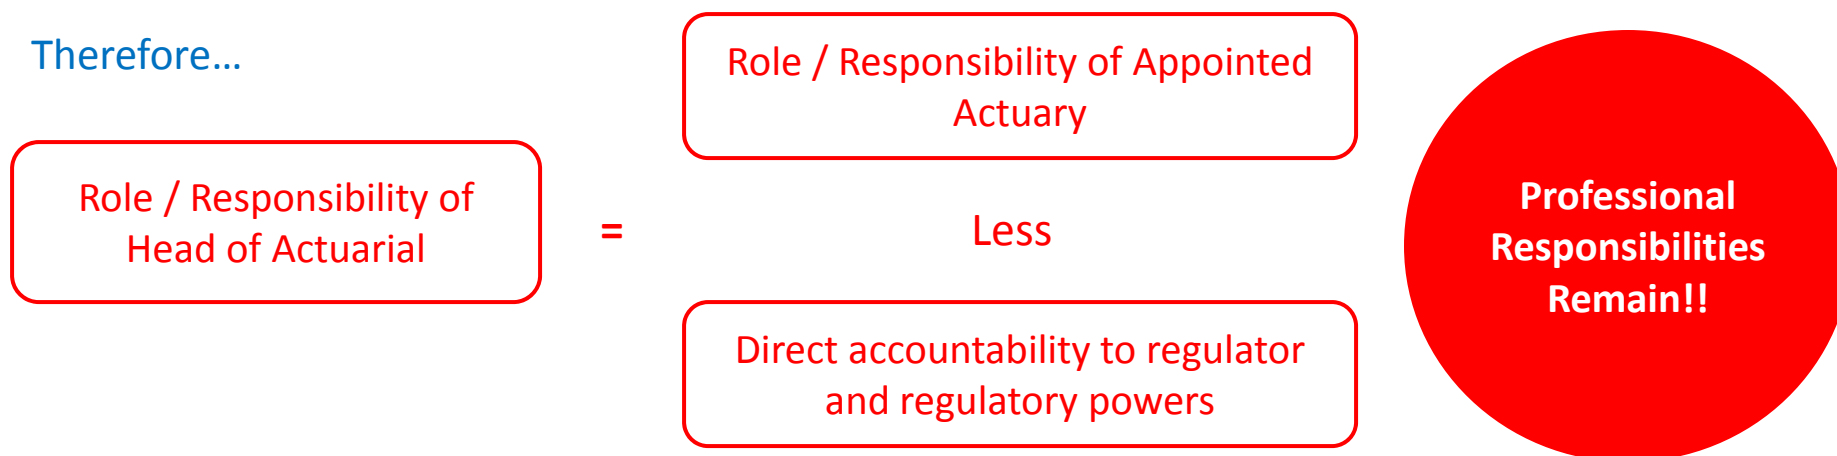 Therefore...
Role / Responsibility of
Head of Actuarial
=
Role / Responsibility of Appointed
Actuary
Less
Direct accountability to regulator
and regulatory powers
Professional
Responsibilities
Remain!!